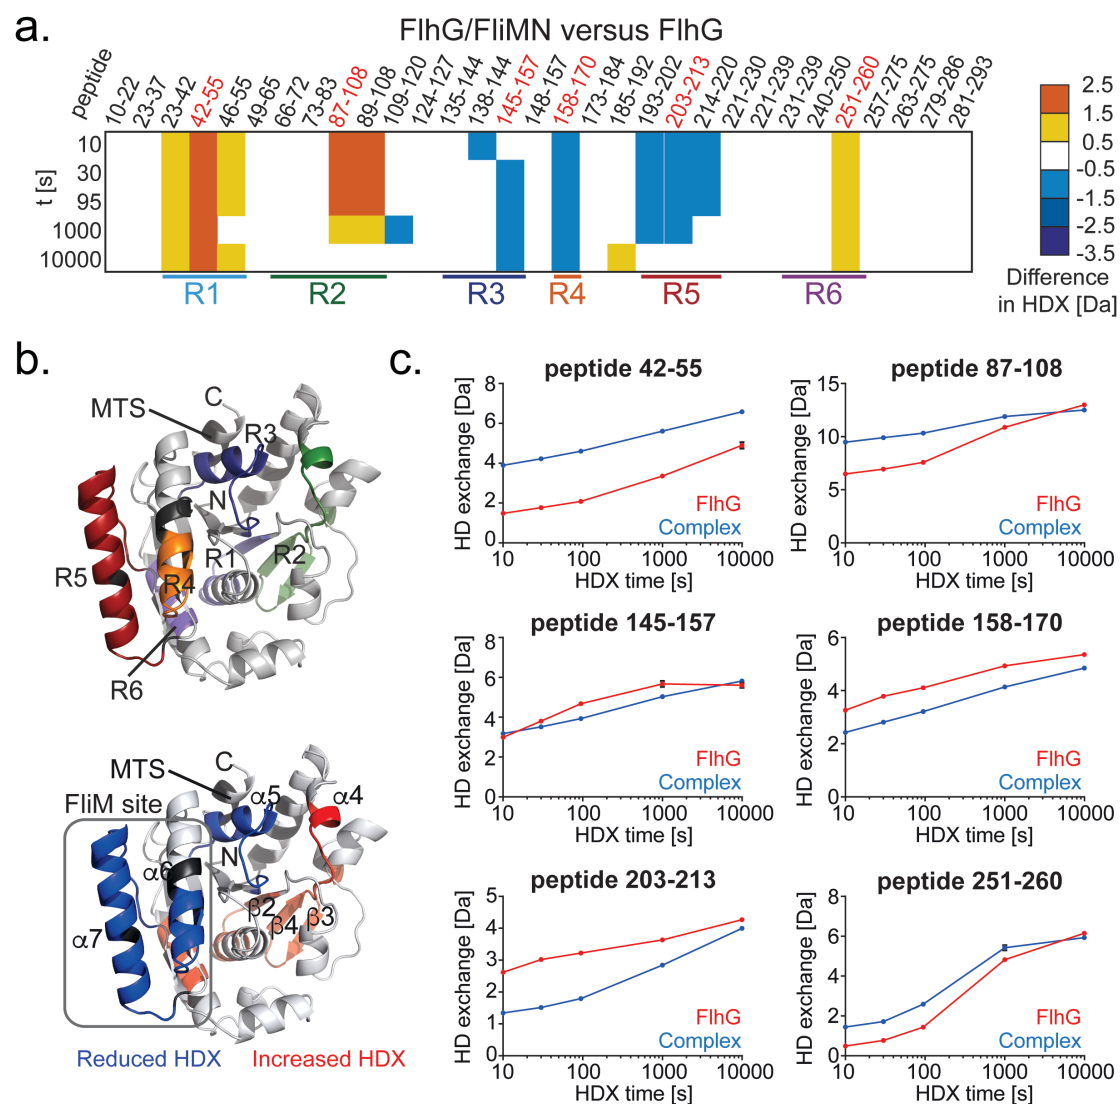 a.
FlhG/FliMN versus FlhG
peptide 10-22 23-37 23-42 42-55 46-55 49-65 66-72 73-83 87-108 89-108 109-120 124-127 135-144 138-144 145-157 148-157 158-170 173-184 185-192 193-202 203-213 214-220 221-230 221-239 231-239 240-250 251-260 257-275 263-275 279-286 281-293
t [s]
10
30
95
1000
10000
R1 R2 R3 R4 R5 R6
2.5
1.5
0.5
-0.5
-1.5
-2.5
-3.5
Difference
in HDX [Da]
b.
MTS
C
R3
N
R1
R2
R5
R4
R6
MTS
C
FliM site
α5
α4
N
α6
β2
β4
β3
α7
Reduced HDX
Increased HDX
c.
peptide 42-55
HD exchange [Da]
8
6
4
2
0
FlhG
Complex
10 100 1000 10000
HDX time [s]
peptide 87-108
HD exchange [Da]
15
10
5
0
FlhG
Complex
10 100 1000 10000
HDX time [s]
peptide 145-157
HD exchange [Da]
8
6
4
2
0
FlhG
Complex
10 100 1000 10000
HDX time [s]
peptide 158-170
HD exchange [Da]
6
4
2
0
FlhG
Complex
10 100 1000 10000
HDX time [s]
peptide 203-213
HD exchange [Da]
5
4
3
2
1
0
FlhG
Complex
10 100 1000 10000
HDX time [s]
peptide 251-260
HD exchange [Da]
8
6
4
2
0
FlhG
Complex
10 100 1000 10000
HDX time [s]